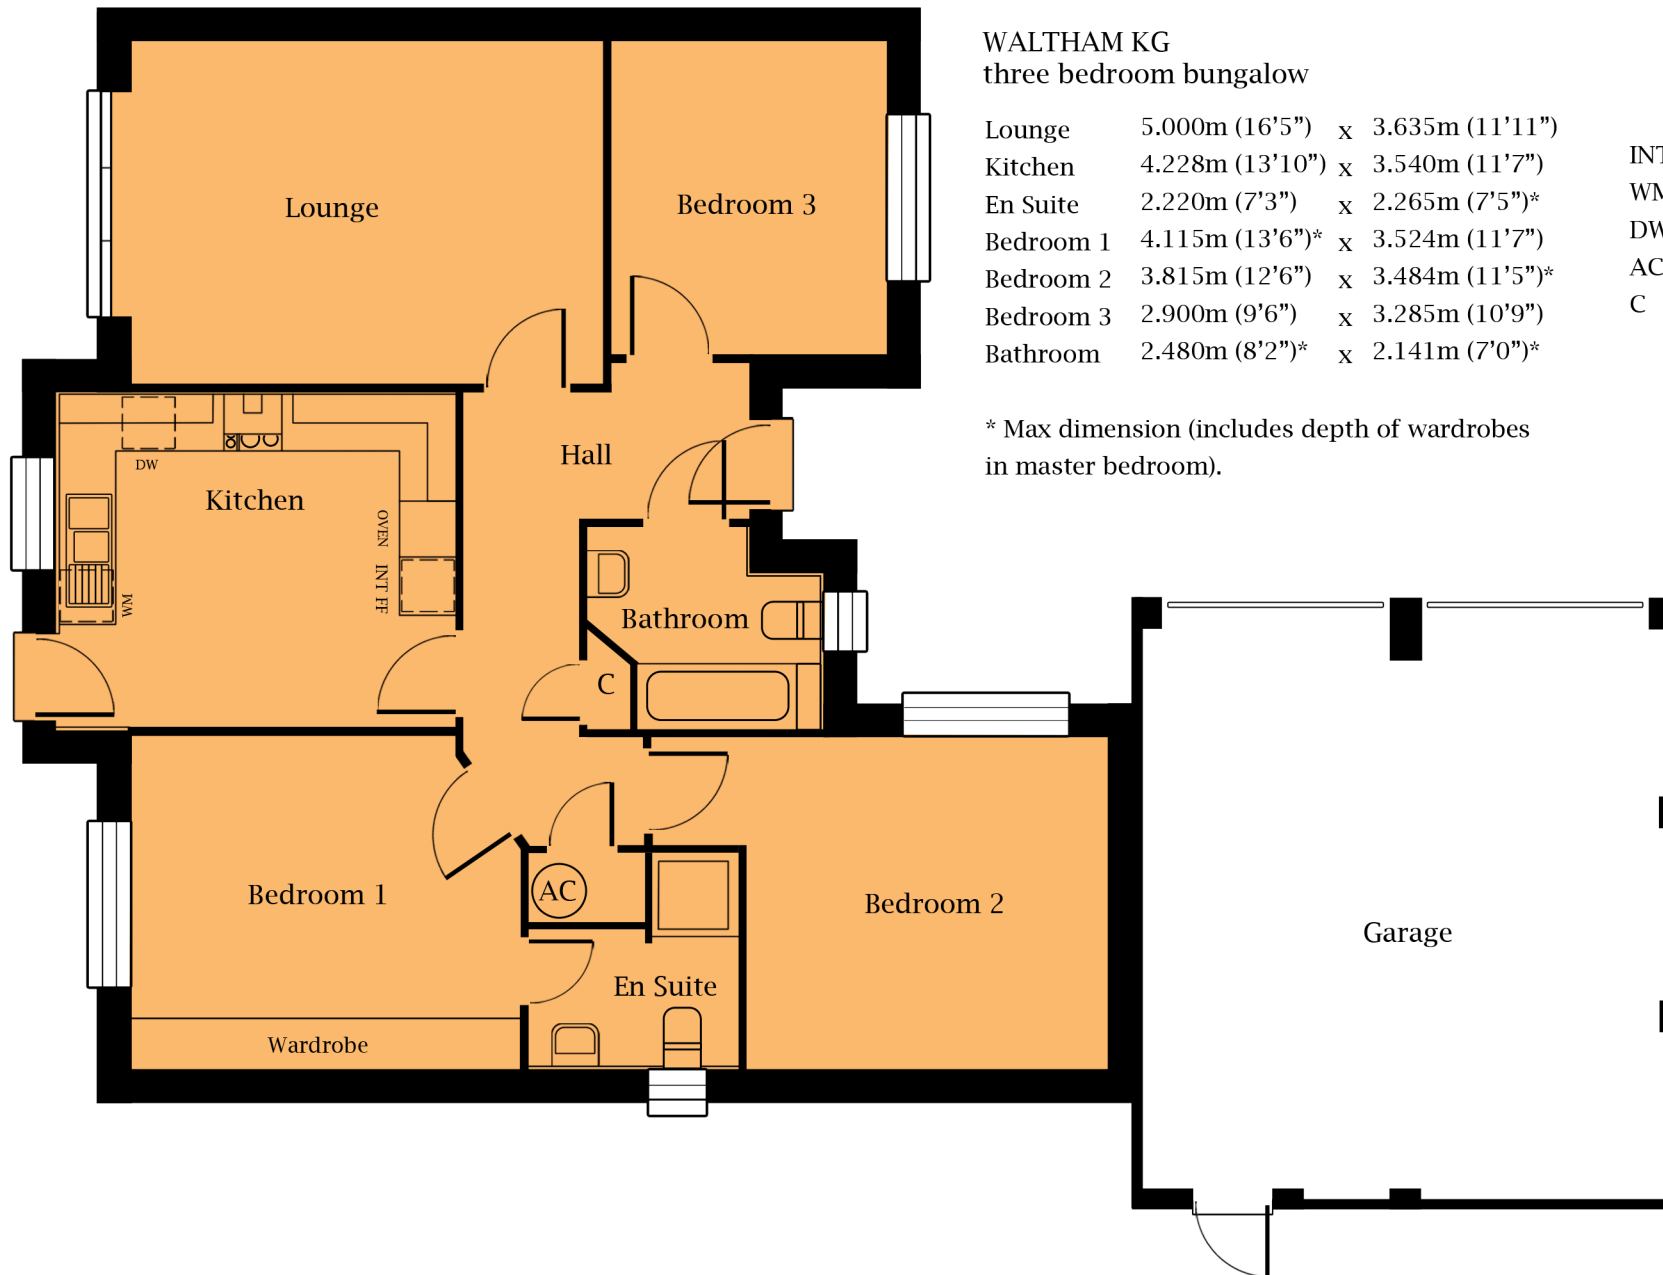 WALTHAM KG
three bedroom bungalow
Lounge 5.000m (16'5") x 3.635m (11'11")
Kitchen 4.228m (13'10") x 3.540m (11'7")
En Suite 2.220m (7'3") x 2.265m (7'5")*
Bedroom 1 4.115m (13'6")* x 3.524m (11'7")
Bedroom 2 3.815m (12'6") x 3.484m (11'5")*
Bedroom 3 2.900m (9'6") x 3.285m (10'9")
Bathroom 2.480m (8'2")* x 2.141m (7'0")*
* Max dimension (includes depth of wardrobes
in master bedroom).
INT
WM
DW
AC
C
Lounge
Bedroom 3
Hall
DW
Kitchen
OVEN
INT FF
WM
Bathroom
C
Bedroom 1
AC
Bedroom 2
Garage
En Suite
Wardrobe